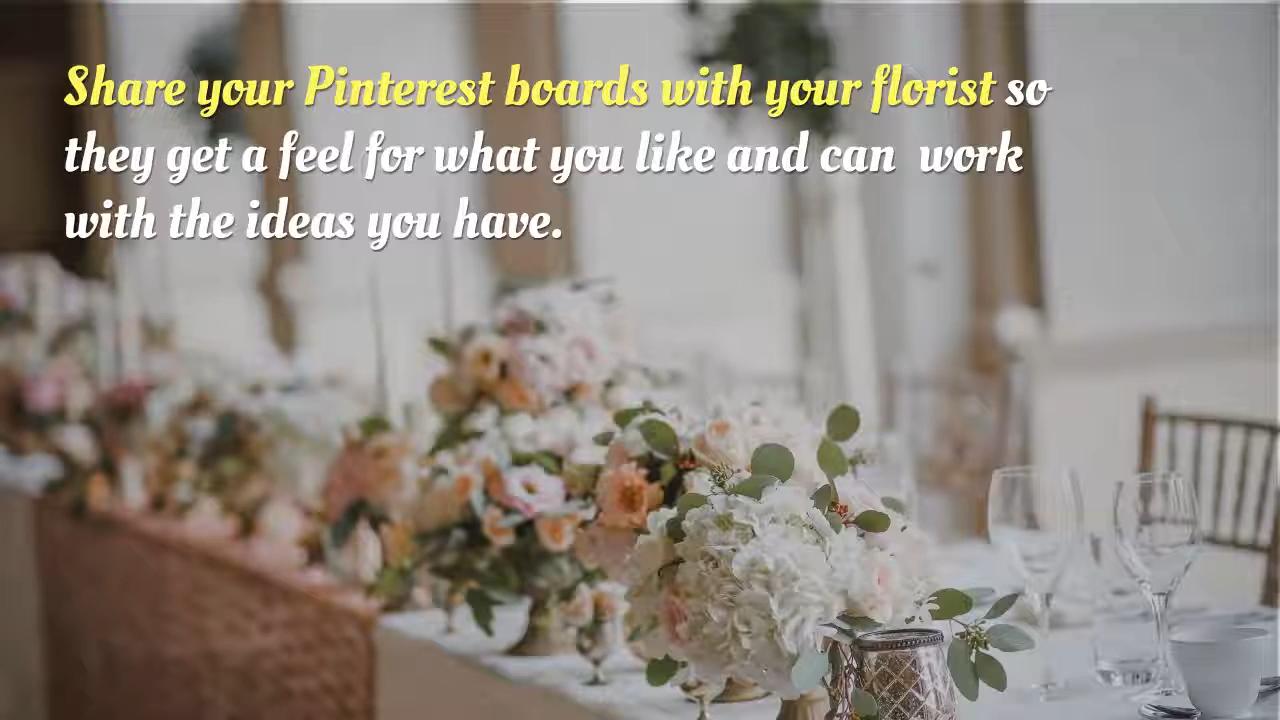 Share your Pinterest boards with your florist so
they get a feel for what you like and can  work
with the ideas you have.